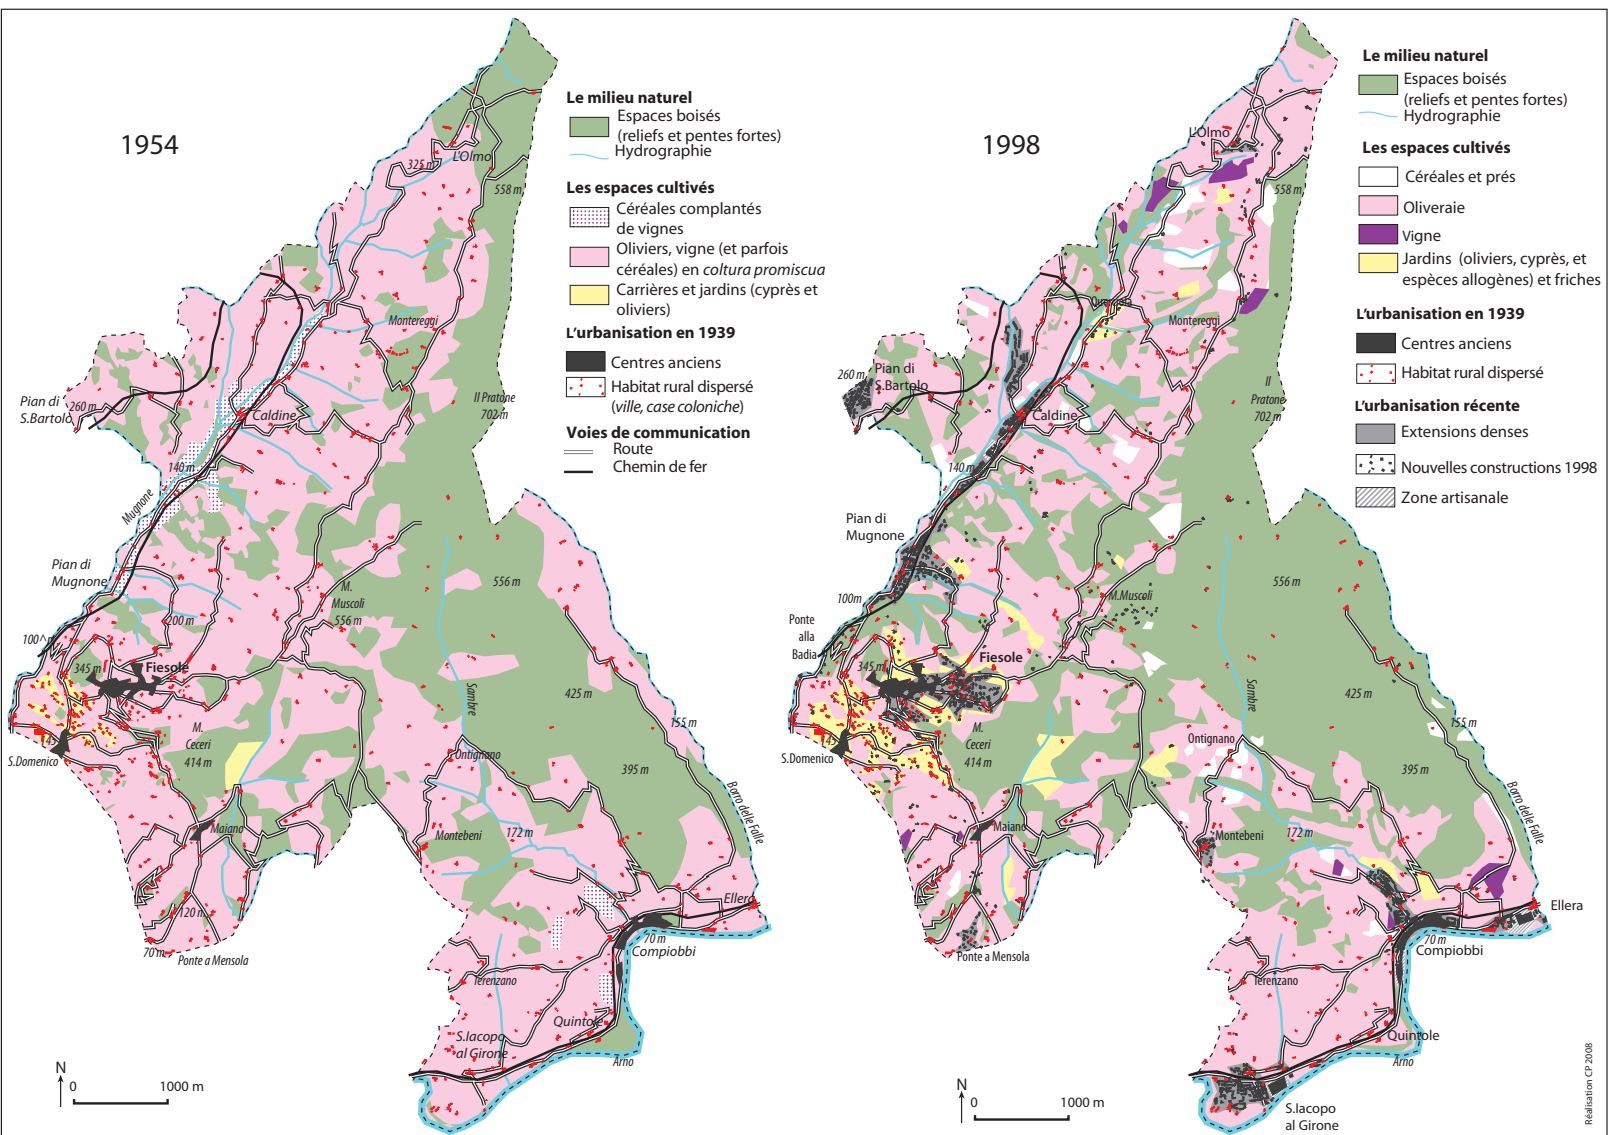 1954
Le milieu naturel
Espaces boisés
(reliefs et pentes fortes)
Hydrographie
Les espaces cultivés
Céréales complantés
de vignes
Oliviers, vigne (et parfois
céréales) en coltura promiscua
Carrières et jardins (cyprès et
oliviers)
L'urbanisation en 1939
Centres anciens
Habitat rural dispersé
(ville, case coloniche)
Voies de communication
Route
Chemin de fer
L'Olmo
325 m
558 m
Montereggi
Il Pratone
702 m
Pian di
S.Bartolo
260 m
Caldine
140 m
Mugnone
Pian di
Mugnone
M.
Muscoli
556 m
556 m
200 m
100^m
345 m
Fiesole
Sambre
425 m
155 m
M.
Ceceri
414 m
145
S.Domenico
Ontignano
395 m
Borro delle Falle
Maiano
Montebeni
172 m
120 m
Ellera
70 m
Compiobbi
70 m
Ponte a Mensola
Terenzano
Quintole
S.Iacopo
al Girone
Arno
N
0
1000 m
1998
Le milieu naturel
Espaces boisés
(reliefs et pentes fortes)
Hydrographie
Les espaces cultivés
Céréales et prés
Oliveraie
Vigne
Jardins (oliviers, cyprès, et
espèces allogènes) et friches
L'urbanisation en 1939
Centres anciens
Habitat rural dispersé
L'urbanisation récente
Extensions denses
Nouvelles constructions 1998
Zone artisanale
L'Olmo
558 m
Montereggi
260 m
Pian di
S.Bartolo
Il
Pratone
702 m
Caldine
140 m
Pian di
Mugnone
556 m
M.Muscoli
100m
Ponte
alla
Badia
345 m
Fiesole
Sambre
425 m
155 m
M.
Ceceri
414 m
145
S.Domenico
Ontignano
395 m
Borro delle Falle
Maiano
Montebeni
172 m
Ellera
70 m
Compiobbi
Ponte a Mensola
Terenzano
Quintole
Arno
S.Iacopo
al Girone
N
0
1000 m
Réalisation CP 2008